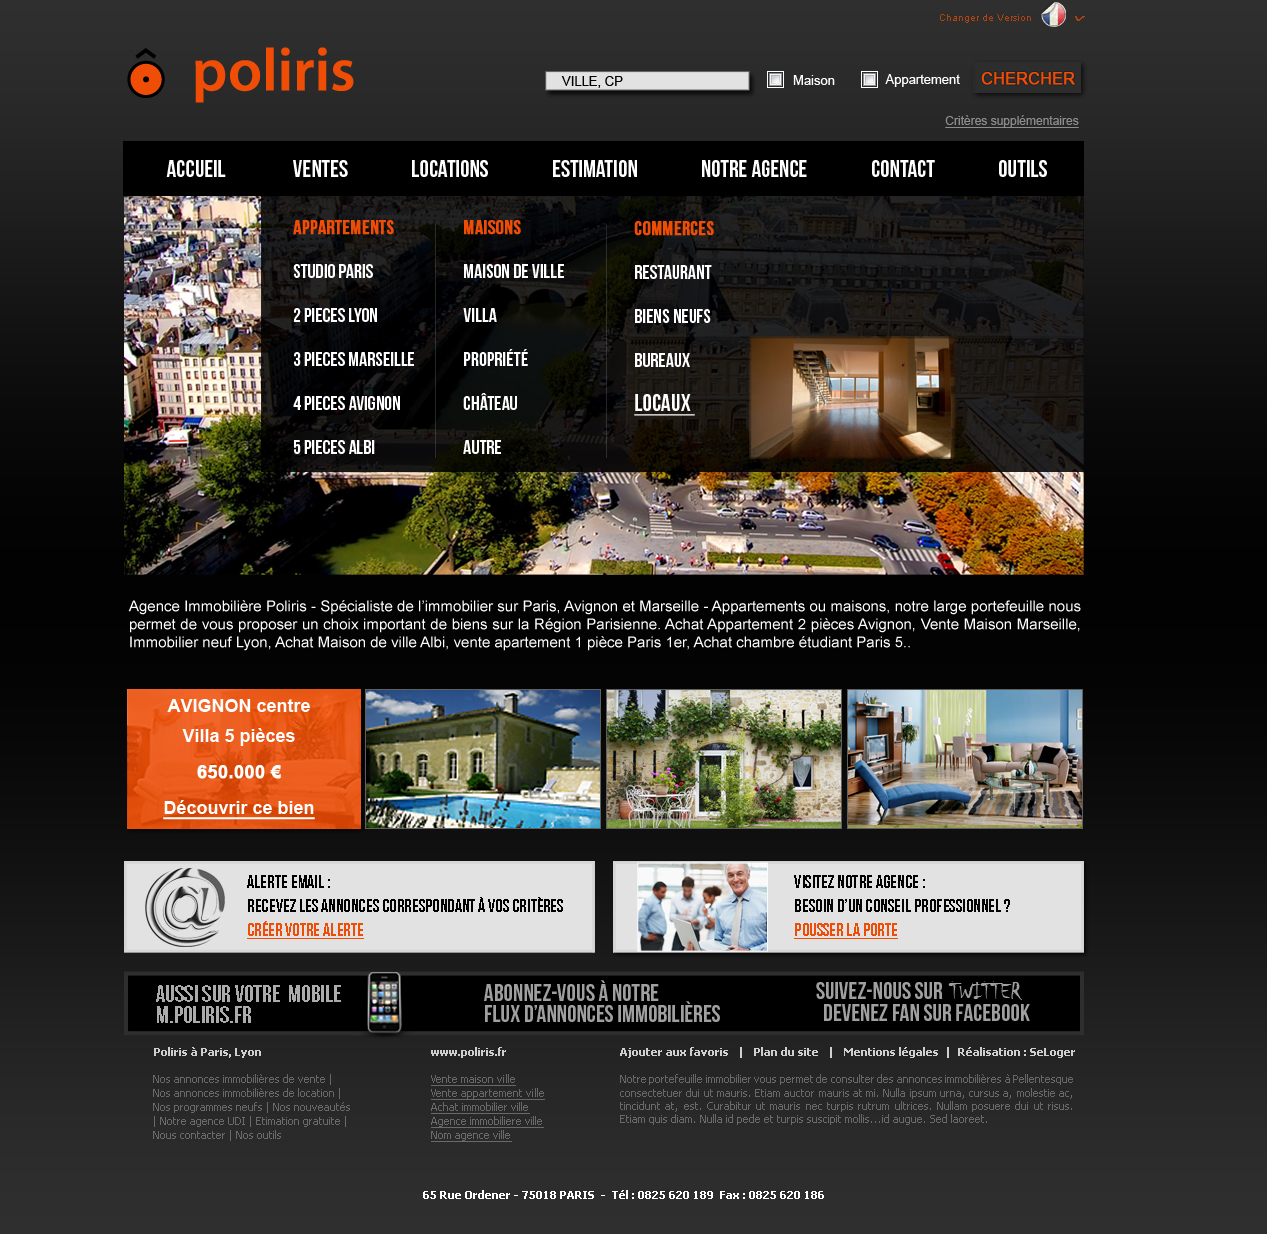 Changer de Version
poliris
VILLE, CP
Maison
Appartement
CHERCHER
Critères supplémentaires
ACCUEIL
VENTES
LOCATIONS
ESTIMATION
NOTRE AGENCE
CONTACT
OUTILS
APPARTEMENTS
STUDIO PARIS
2 PIECES LYON
3 PIECES MARSEILLE
4 PIECES AVIGNON
5 PIECES ALBI
MAISONS
MAISON DE VILLE
VILLA
PROPRIÉTÉ
CHÂTEAU
AUTRE
COMMERCES
RESTAURANT
BIENS NEUFS
BUREAUX
LOCAUX
Agence Immobilière Poliris - Spécialiste de l'immobilier sur Paris, Avignon et Marseille - Appartements ou maisons, notre large portefeuille nous
permet de vous proposer un choix important de biens sur la Région Parisienne. Achat Appartement 2 pièces Avignon, Vente Maison Marseille,
Immobilier neuf Lyon, Achat Maison de ville Albi, vente apartement 1 pièce Paris 1er, Achat chambre étudiant Paris 5..
AVIGNON centre
Villa 5 pièces
650.000 €
Découvrir ce bien
ALERTE EMAIL :
RECEVEZ LES ANNONCES CORRESPONDANT À VOS CRITÈRES
CRÉER VOTRE ALERTE
VISITEZ NOTRE AGENCE :
BESOIN D'UN CONSEIL PROFESSIONNEL ?
POUSSER LA PORTE
AUSSI SUR VOTRE MOBILE
M.POLIRIS.FR
ABONNEZ-VOUS À NOTRE
FLUX D'ANNONCES IMMOBILIÈRES
SUIVEZ-NOUS SUR TWITTER
DEVENEZ FAN SUR FACEBOOK
Poliris à Paris, Lyon
Nos annonces immobilières de vente |
Nos annonces immobilières de location |
Nos programmes neufs | Nos nouveautés
| Notre agence UDI | Etimation gratuite |
Nous contacter | Nos outils
www.poliris.fr
Vente maison ville
Vente appartement ville
Achat immobilier ville
Agence immobiliere ville
Nom agence ville
Ajouter aux favoris | Plan du site | Mentions légales | Réalisation : SeLoger
Notre portefeuille immobilier vous permet de consulter des annonces immobilières à Pellentesque
consectetuer dui ut mauris. Etiam auctor mauris at mi. Nulla ipsum urna, cursus a, molestie ac,
tincidunt at, est. Curabitur ut mauris nec turpis rutrum ultrices. Nullam posuere dui ut risus.
Etiam quis diam. Nulla id pede et turpis suscipit mollis...id augue. Sed laoreet.
65 Rue Ordener - 75018 PARIS - Tél : 0825 620 189 Fax : 0825 620 186